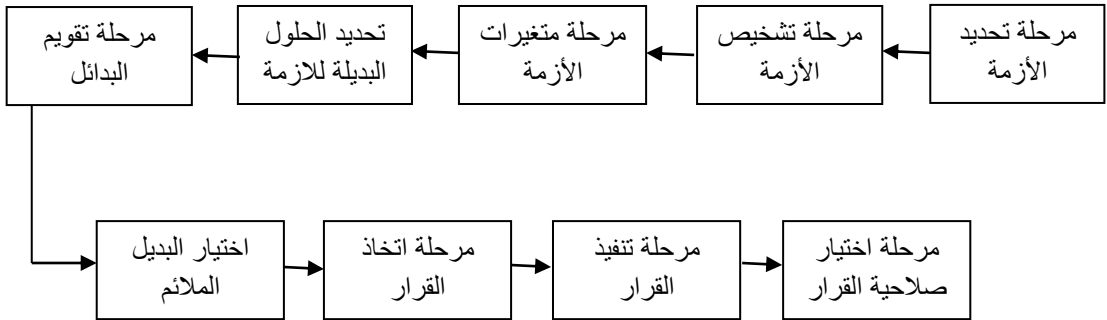 مرحلة تحديد
الأزمة
مرحلة تشخيص
الأزمة
مرحلة متغيرات
الأزمة
تحديد الحلول
البديلة للازمة
مرحلة تقويم
البدائل
اختيار البديل
الملائم
مرحلة اتخاذ
القرار
مرحلة تنفيذ
القرار
مرحلة اختيار
صلاحية القرار